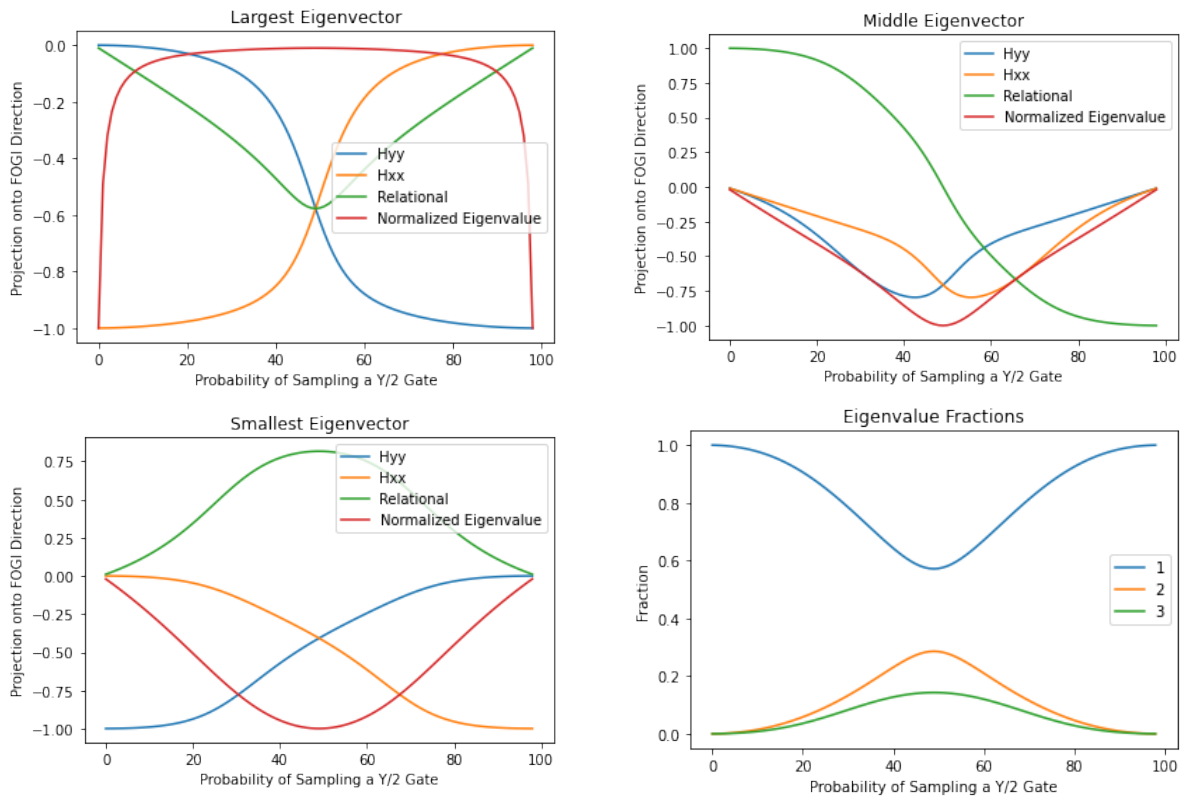 Largest Eigenvector
Projection onto FOGI Direction
0.0
−0.2
−0.4
−0.6
−0.8
−1.0
Hyy
Hxx
Relational
Normalized Eigenvalue
0 20 40 60 80 100
Probability of Sampling a Y/2 Gate
Middle Eigenvector
Projection onto FOGI Direction
1.00
0.75
0.50
0.25
0.00
−0.25
−0.50
−0.75
−1.00
Hyy
Hxx
Relational
Normalized Eigenvalue
0 20 40 60 80 100
Probability of Sampling a Y/2 Gate
Smallest Eigenvector
Projection onto FOGI Direction
0.75
0.50
0.25
0.00
−0.25
−0.50
−0.75
−1.00
Hyy
Hxx
Relational
Normalized Eigenvalue
0 20 40 60 80 100
Probability of Sampling a Y/2 Gate
Eigenvalue Fractions
Fraction
1.0
0.8
0.6
0.4
0.2
0.0
1
2
3
0 20 40 60 80 100
Probability of Sampling a Y/2 Gate